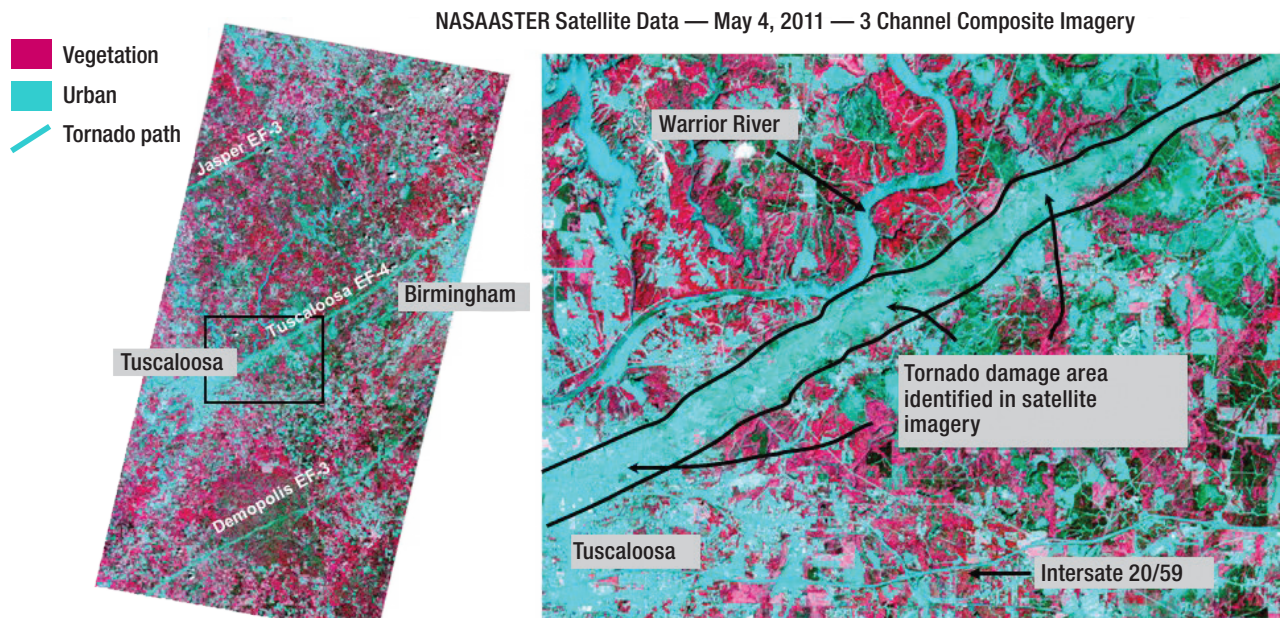 NASAASTER Satellite Data — May 4, 2011 — 3 Channel Composite Imagery
Vegetation
Urban
Tornado path
Jasper EF-3
Tuscaloosa EF-4
Birmingham
Tuscaloosa
Demopolis EF-3
Warrior River
Tornado damage area
identified in satellite
imagery
Tuscaloosa
Intersate 20/59